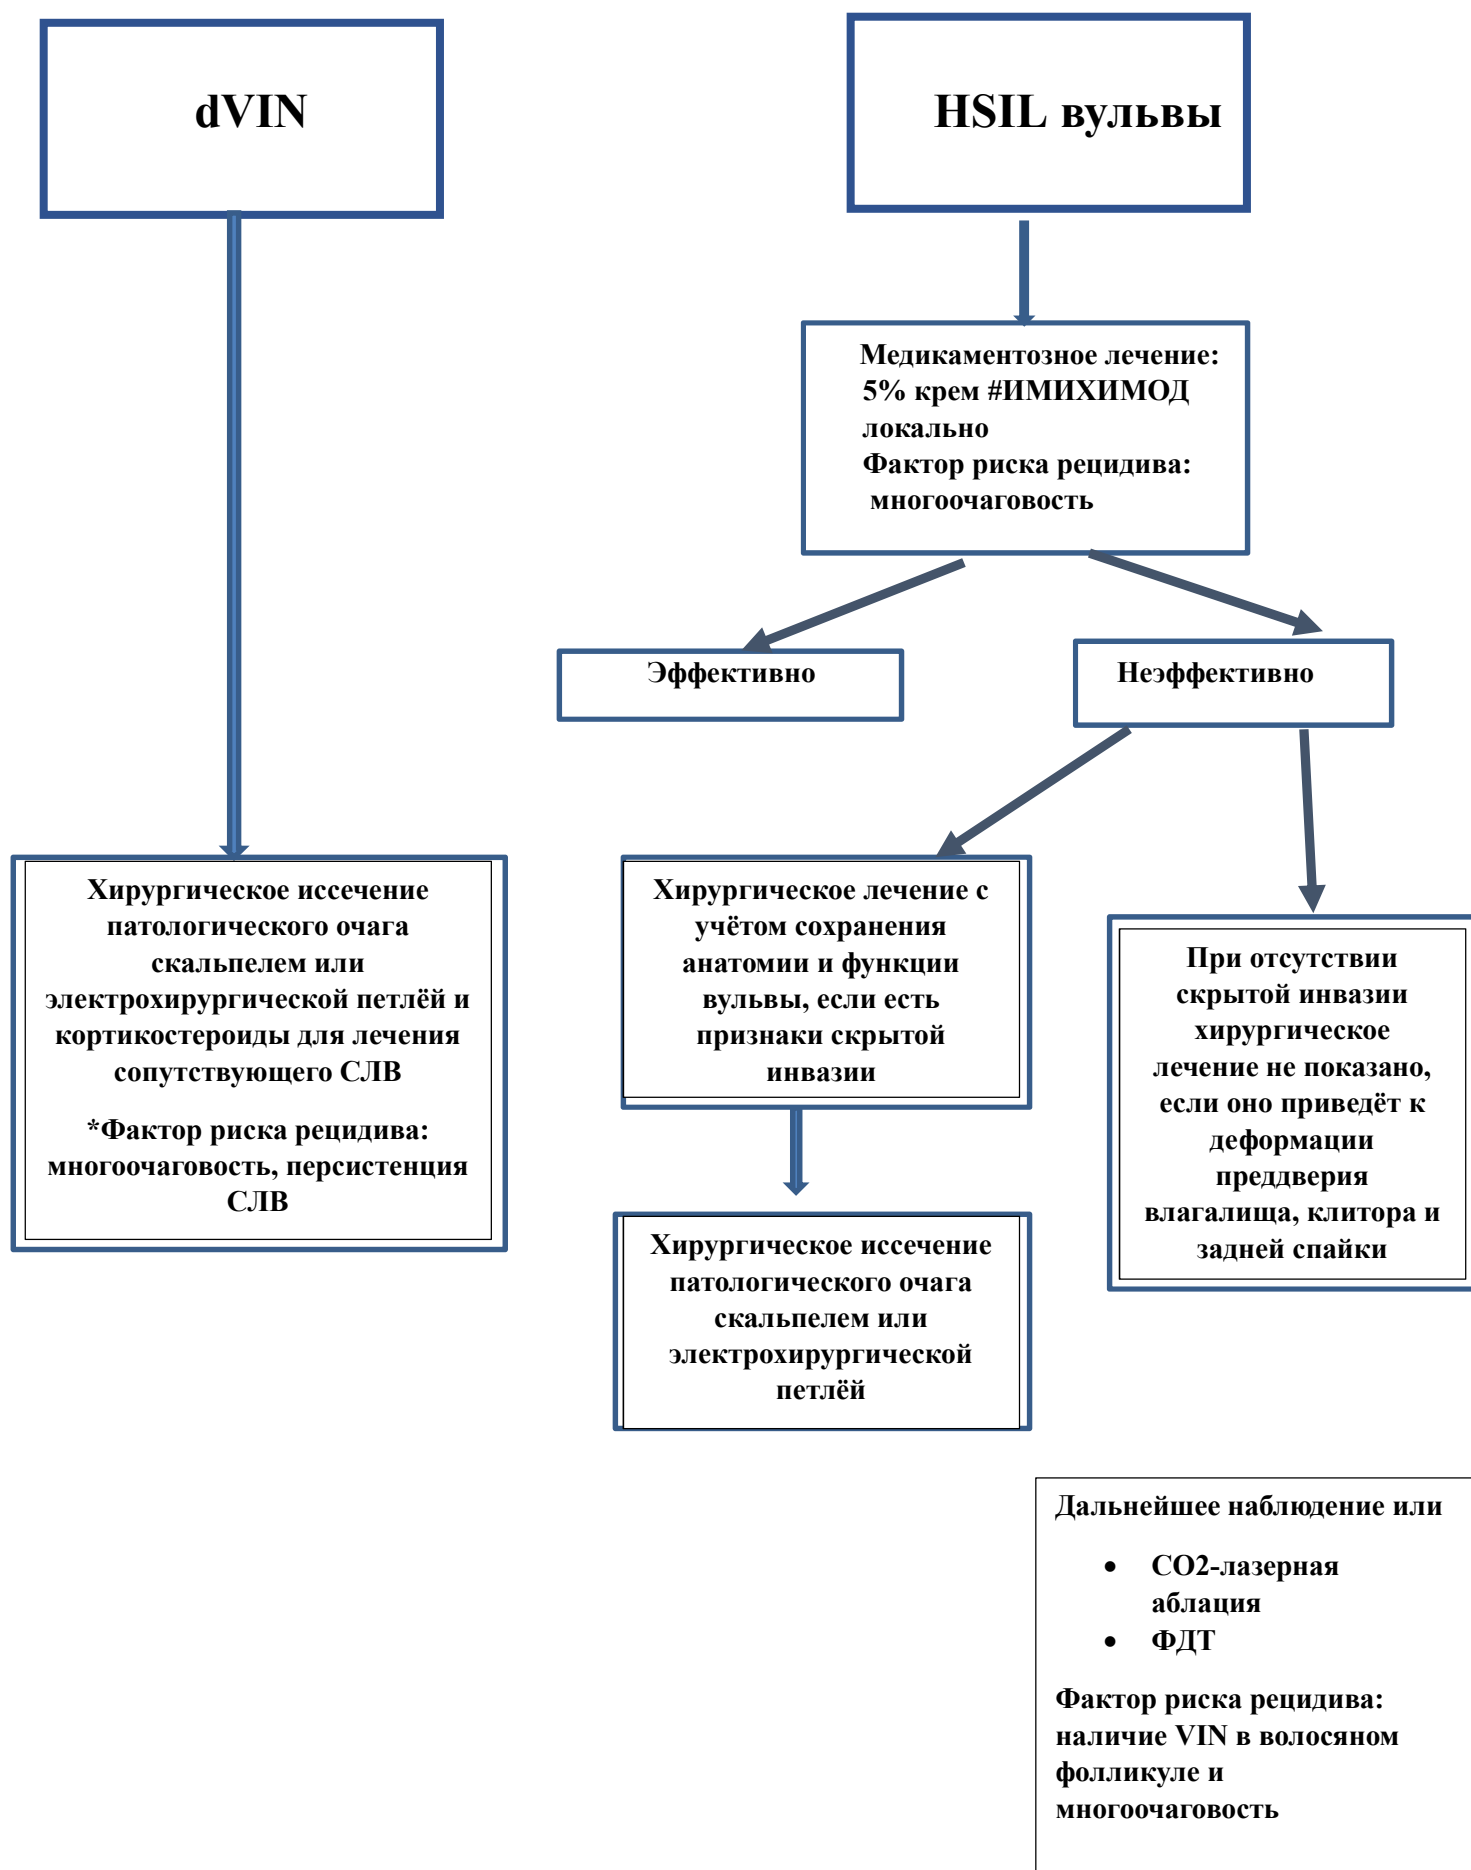 dVIN
HSIL вульвы
Медикаментозное лечение:
5% крем #ИМИХИМОД
локально
Фактор риска рецидива:
многоочаговость
Эффективно
Неэффективно
Хирургическое иссечение
патологического очага
скальпелем или
электрохирургической петлёй и
кортикостероиды для лечения
сопутствующего СЛВ
*Фактор риска рецидива:
многоочаговость, персистенция
СЛВ
Хирургическое лечение с
учётом сохранения
анатомии и функции
вульвы, если есть
признаки скрытой
инвазии
При отсутствии
скрытой инвазии
хирургическое
лечение не показано,
если оно приведёт к
деформации
преддверия
влагалища, клитора и
задней спайки
Хирургическое иссечение
патологического очага
скальпелем или
электрохирургической
петлёй
Дальнейшее наблюдение или
• СО2-лазерная
аблация
• ФДТ
Фактор риска рецидива:
наличие VIN в волосяном
фолликуле и
многоочаговость